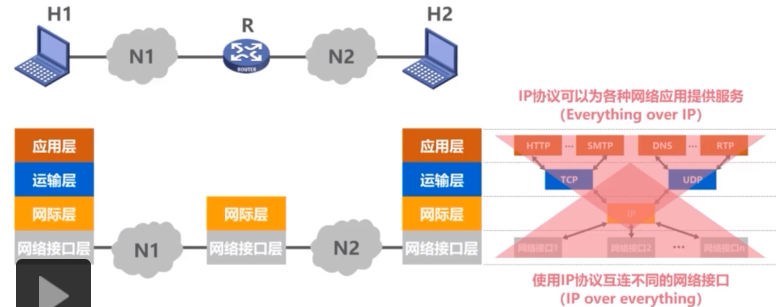 H1
R
H2
N1
ROUTER
N2
IP协议可以为各种网络应用提供服务
（Everything over IP）
应用层
应用层
HTTP … SMTP DNS … RTP
运输层
运输层
TCP UDP
网际层
网际层
网际层
IP
网络接口层
N1
网络接口层
N2
网络接口层
网络接口1 网络接口2 … 网络接口n
使用IP协议互连不同的网络接口
（IP over everything）